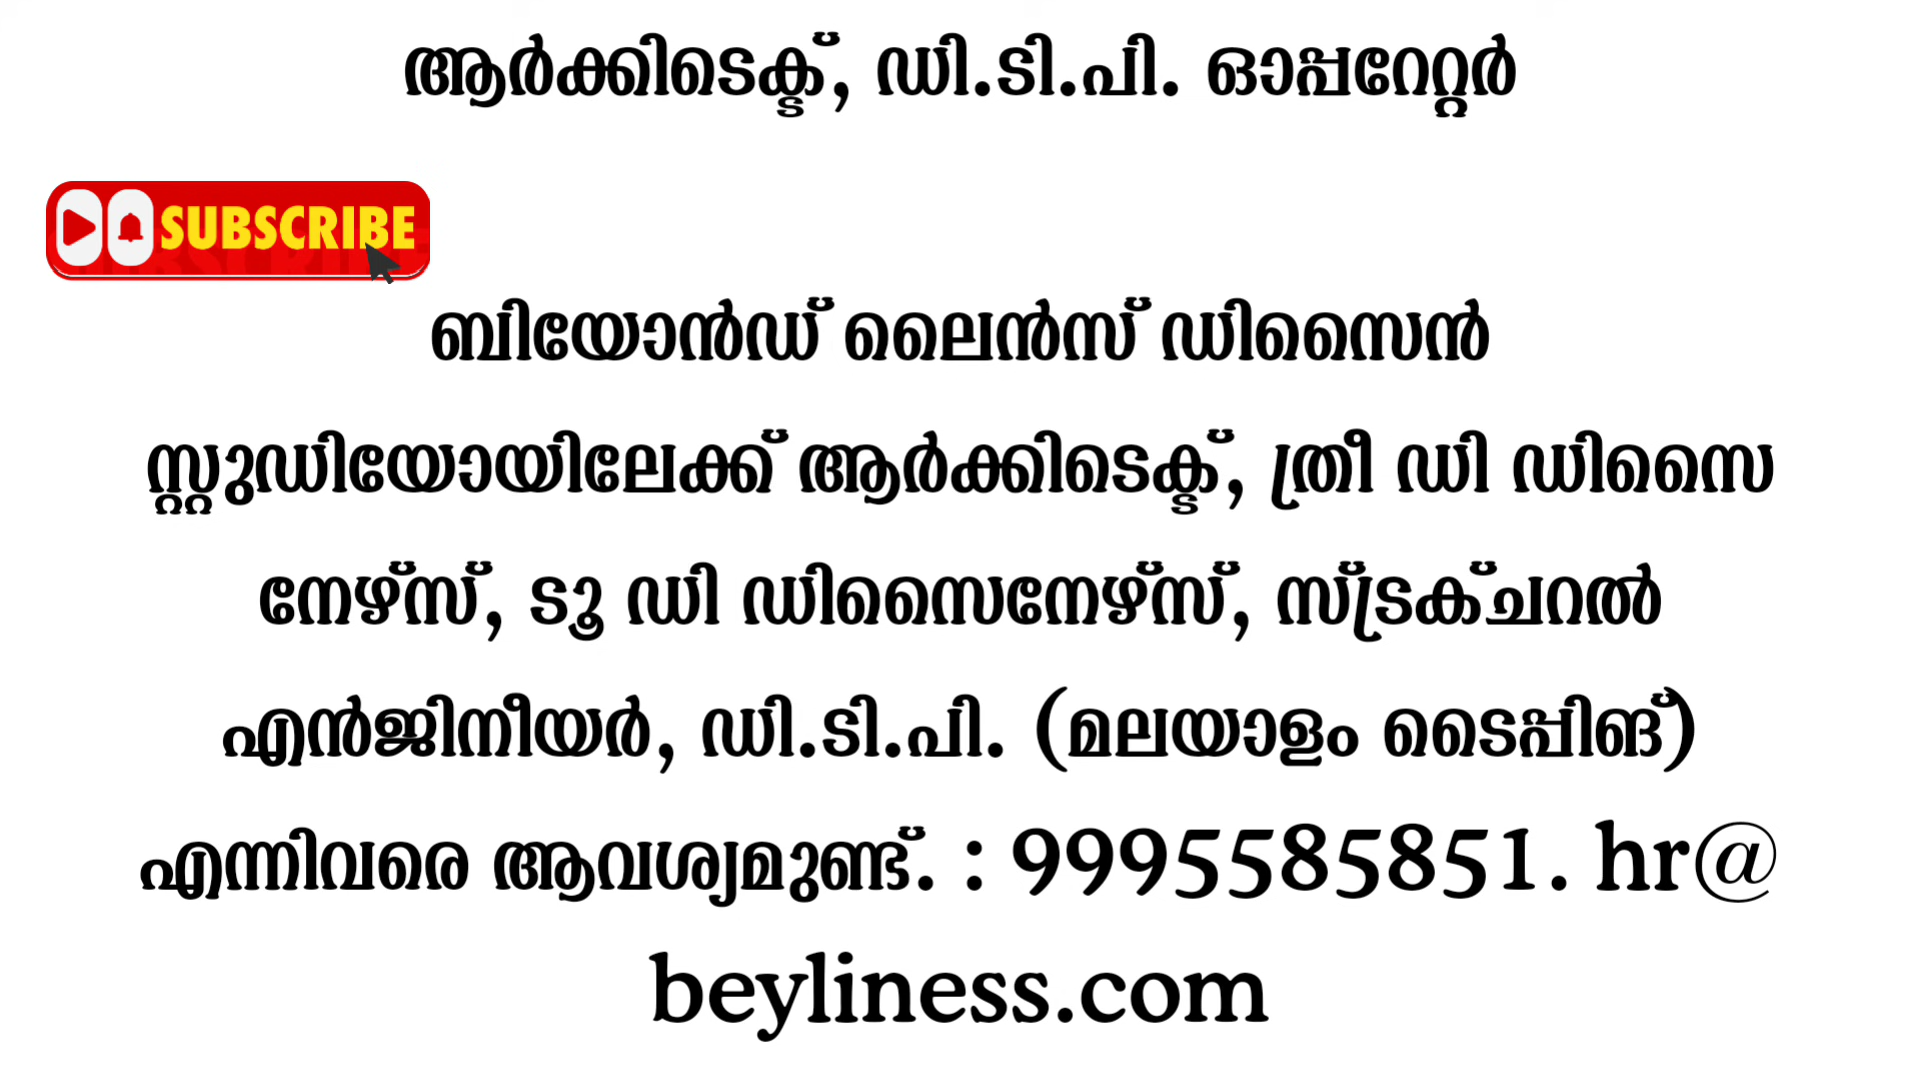 ആർക്കിടെക്ട്, ഡി.ടി.പി. ഓപ്പറേറ്റർ
SUBSCRIBE
ബിയോൻഡ് ലൈൻസ് ഡിസൈൻ
സ്റ്റുഡിയോയിലേക്ക് ആർക്കിടെക്ട്, ത്രീ ഡി ഡിസൈ
നേഴ്സ്, ടൂ ഡി ഡിസൈനേഴ്സ്, സ്ട്രക്ചറൽ
എൻജിനീയർ, ഡി.ടി.പി. (മലയാളം ടൈപ്പിങ്)
എന്നിവരെ ആവശ്യമുണ്ട്. : 9995585851. hr@
beyliness.com